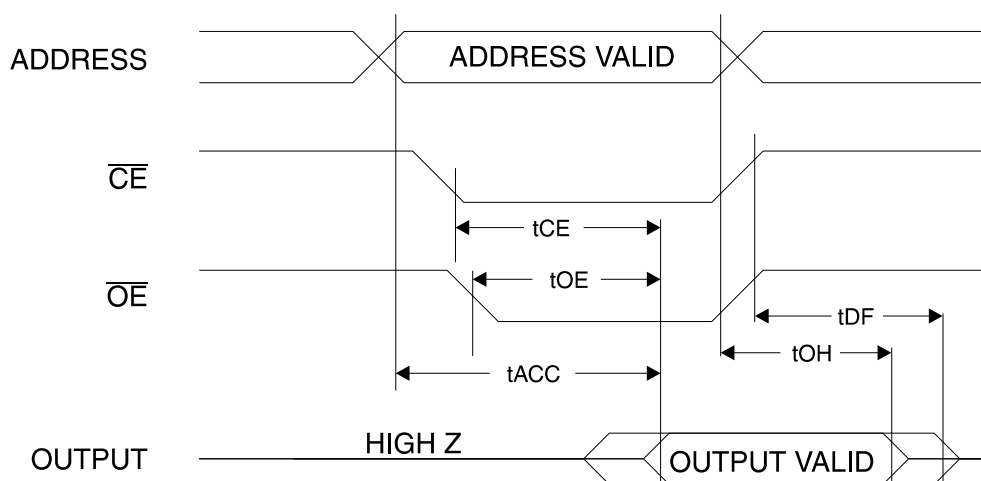 ADDRESS
ADDRESS VALID
CE
tCE
OE
tOE
tDF
tOH
tACC
HIGH Z
OUTPUT
OUTPUT VALID